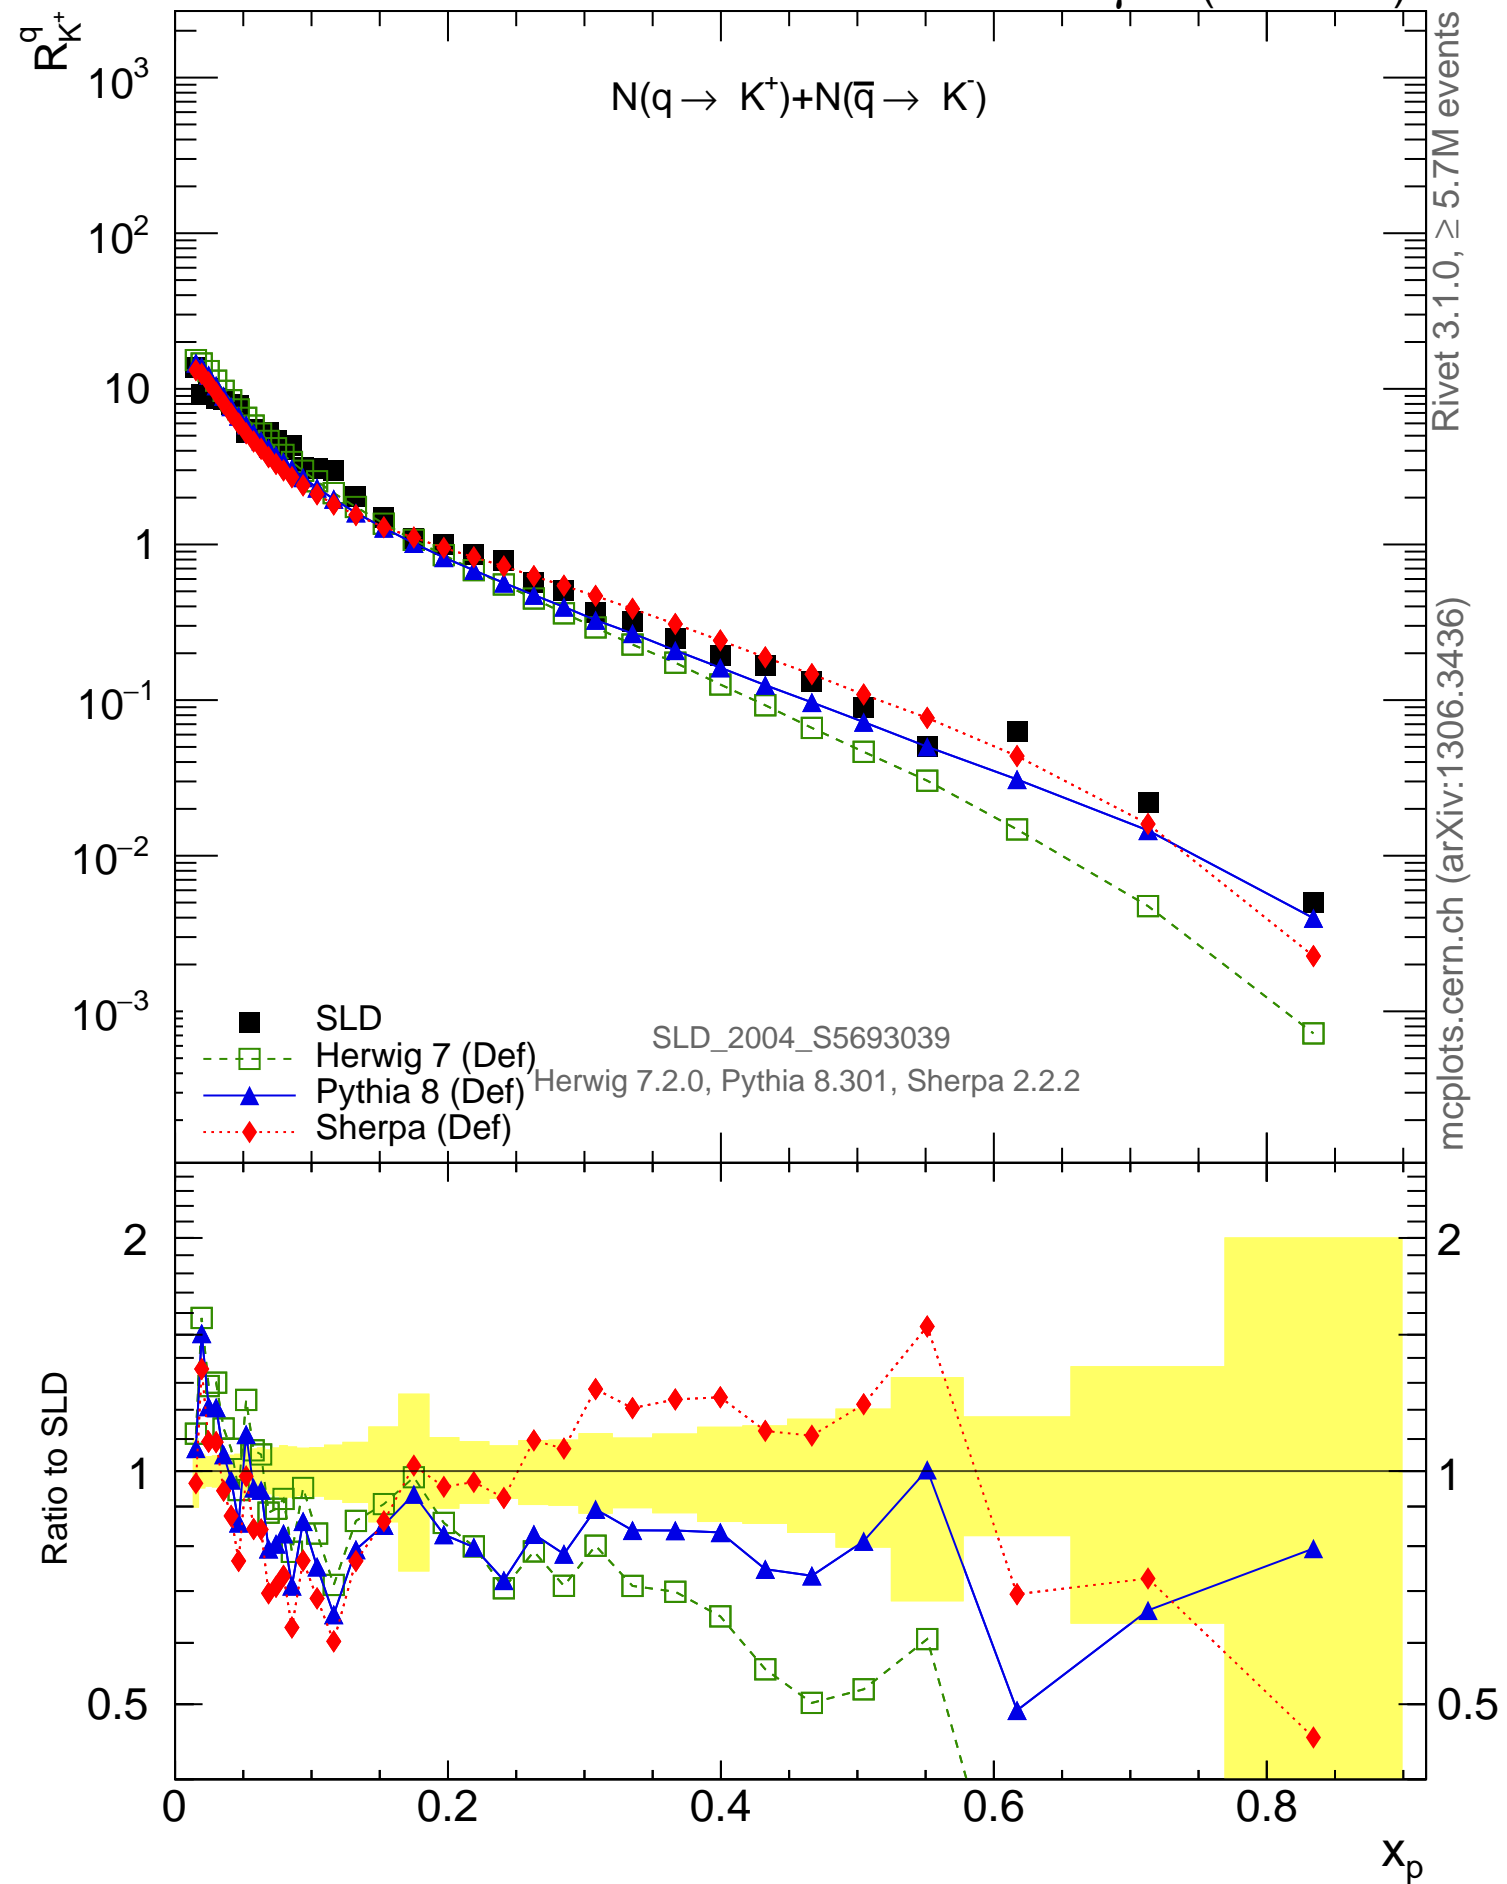 R^q_{K^+}
N(q → K^+)+N(q̅ → K^-)
10^3
10^2
10
1
10^{−1}
10^{−2}
10^{−3}
SLD
Herwig 7 (Def)
Pythia 8 (Def)
Sherpa (Def)
SLD_2004_S5693039
Herwig 7.2.0, Pythia 8.301, Sherpa 2.2.2
Rivet 3.1.0, ≥ 5.7M events
mcplots.cern.ch (arXiv:1306.3436)
Ratio to SLD
2
1
0.5
2
1
0.5
0 0.2 0.4 0.6 0.8
x_p